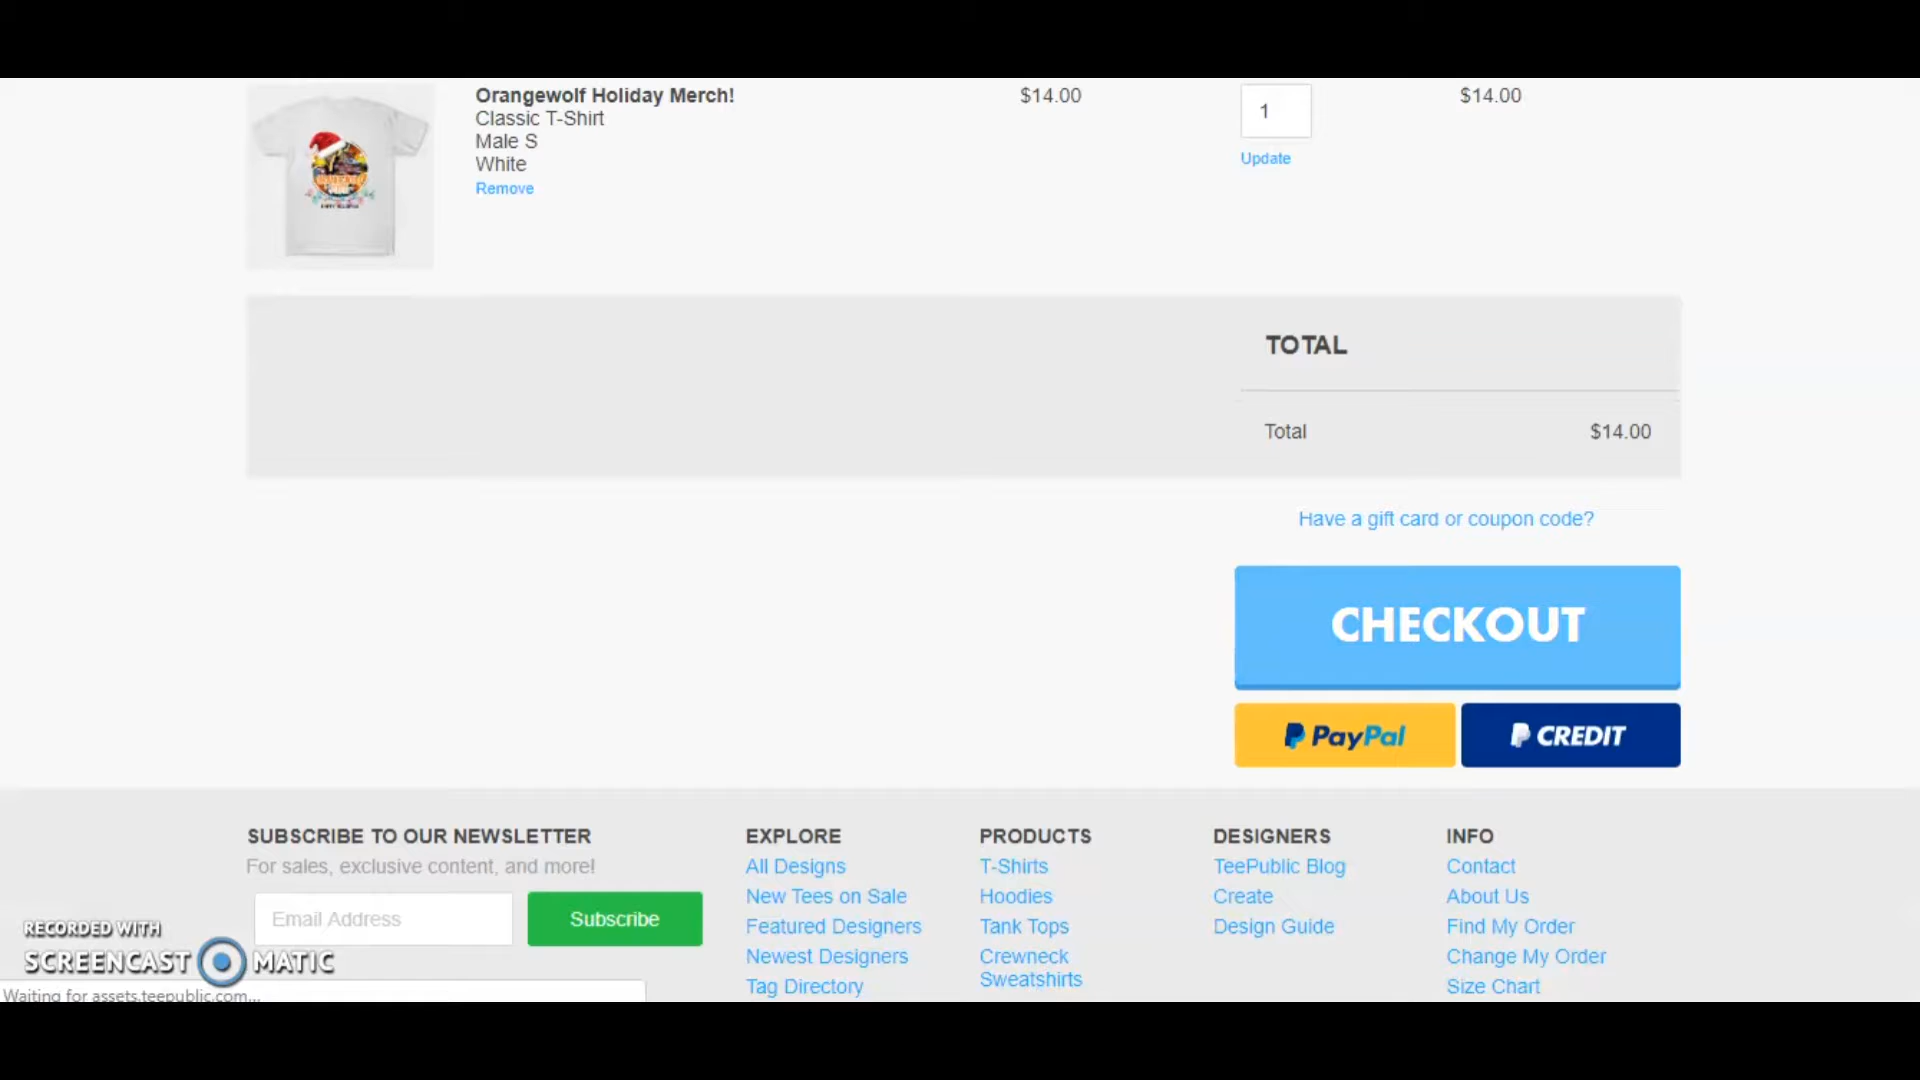 Orangewolf Holiday Merch! $14.00 1 $14.00
Classic T-Shirt
Male S
White
Update
Remove
TOTAL
Total $14.00
Have a gift card or coupon code?
CHECKOUT
PayPal CREDIT
SUBSCRIBE TO OUR NEWSLETTER
For sales, exclusive content, and more!
Email Address Subscribe
EXPLORE
All Designs
New Tees on Sale
Featured Designers
Newest Designers
Tag Directory
PRODUCTS
T-Shirts
Hoodies
Tank Tops
Crewneck
Sweatshirts
DESIGNERS
TeePublic Blog
Create
Design Guide
INFO
Contact
About Us
Find My Order
Change My Order
Size Chart
RECORDED WITH
SCREENCAST MATIC
Waiting for assets.teepublic.com...